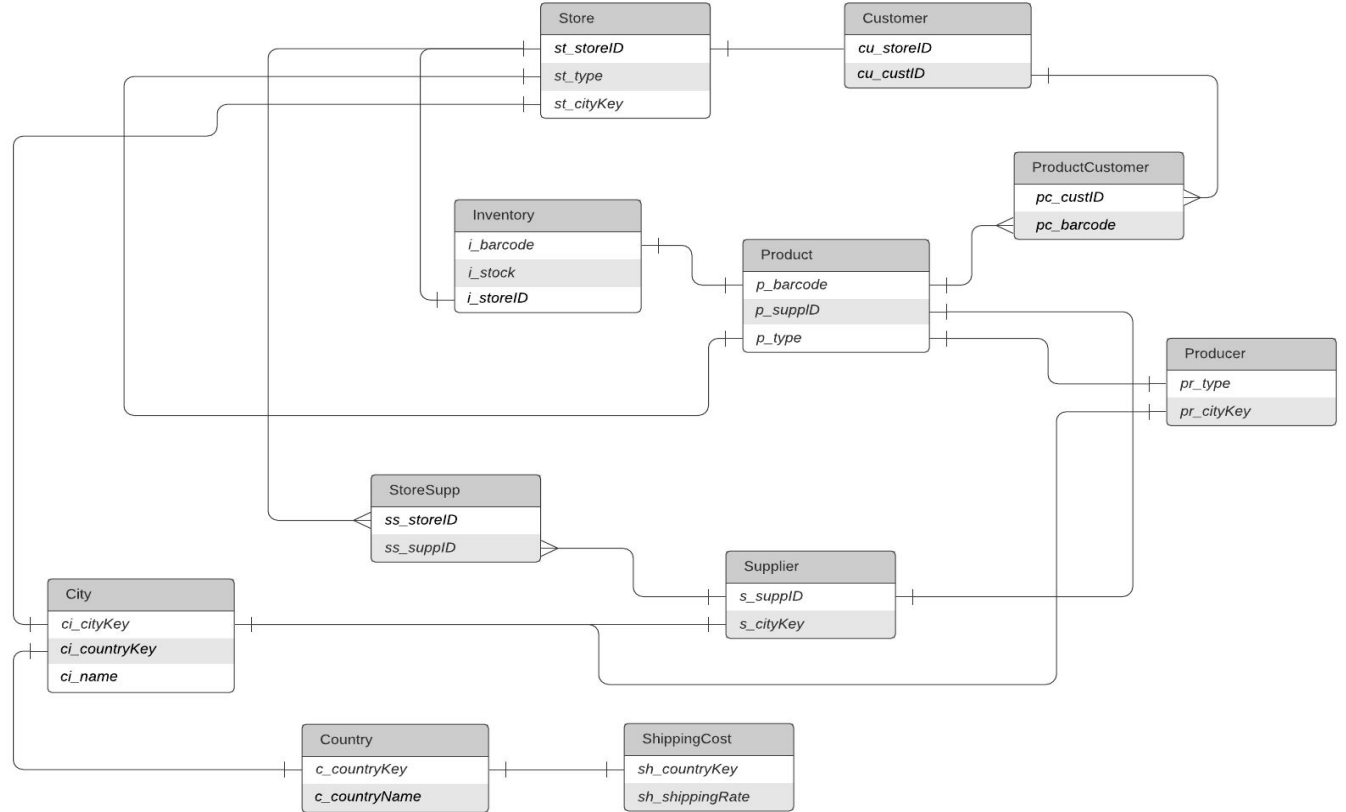 Store
st_storeID
st_type
st_cityKey
Customer
cu_storeID
cu_custID
ProductCustomer
pc_custID
pc_barcode
Inventory
i_barcode
i_stock
i_storeID
Product
p_barcode
p_suppID
p_type
Producer
pr_type
pr_cityKey
StoreSupp
ss_storeID
ss_suppID
Supplier
s_suppID
s_cityKey
City
ci_cityKey
ci_countryKey
ci_name
Country
c_countryKey
c_countryName
ShippingCost
sh_countryKey
sh_shippingRate